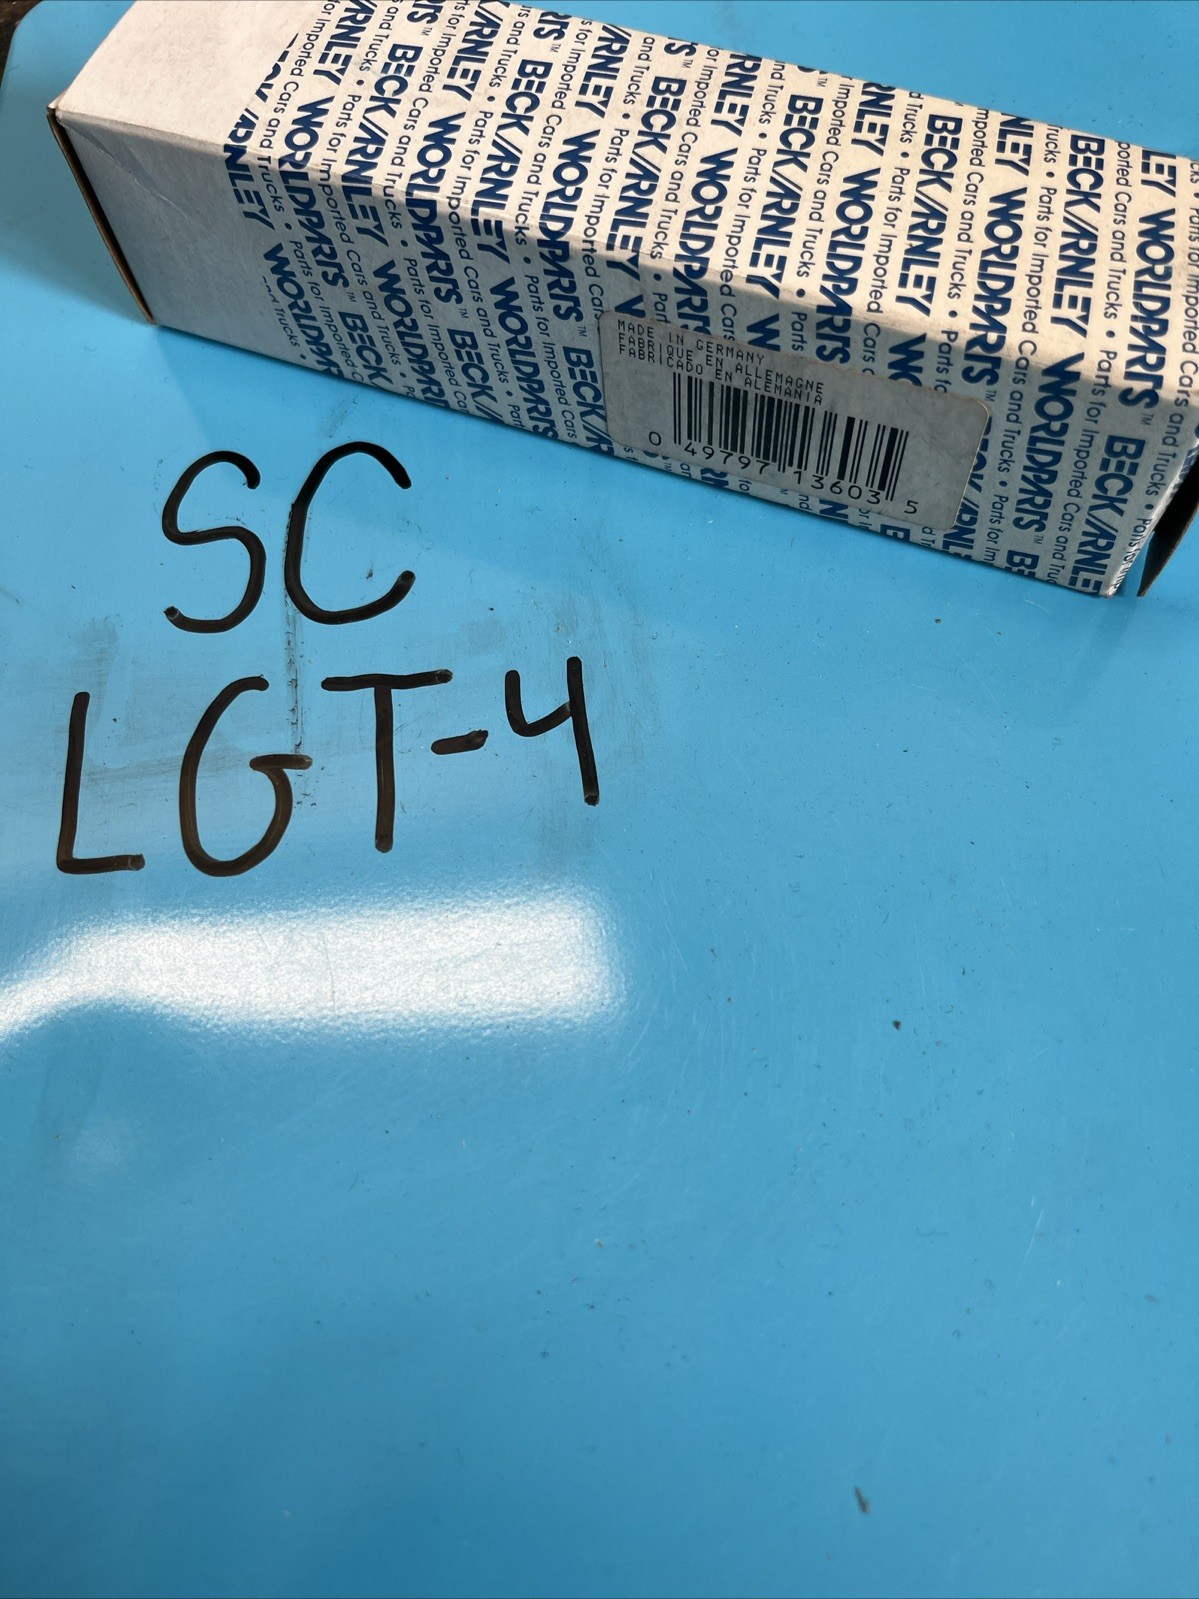 BECK/ARNLEY WORLDPARTS™
Parts for Imported Cars and Trucks •
MADE IN GERMANY
FABRIQUE EN ALLEMAGNE
FABRICADO EN ALEMANIA
0 49797 13603 5
SC
LGT-4